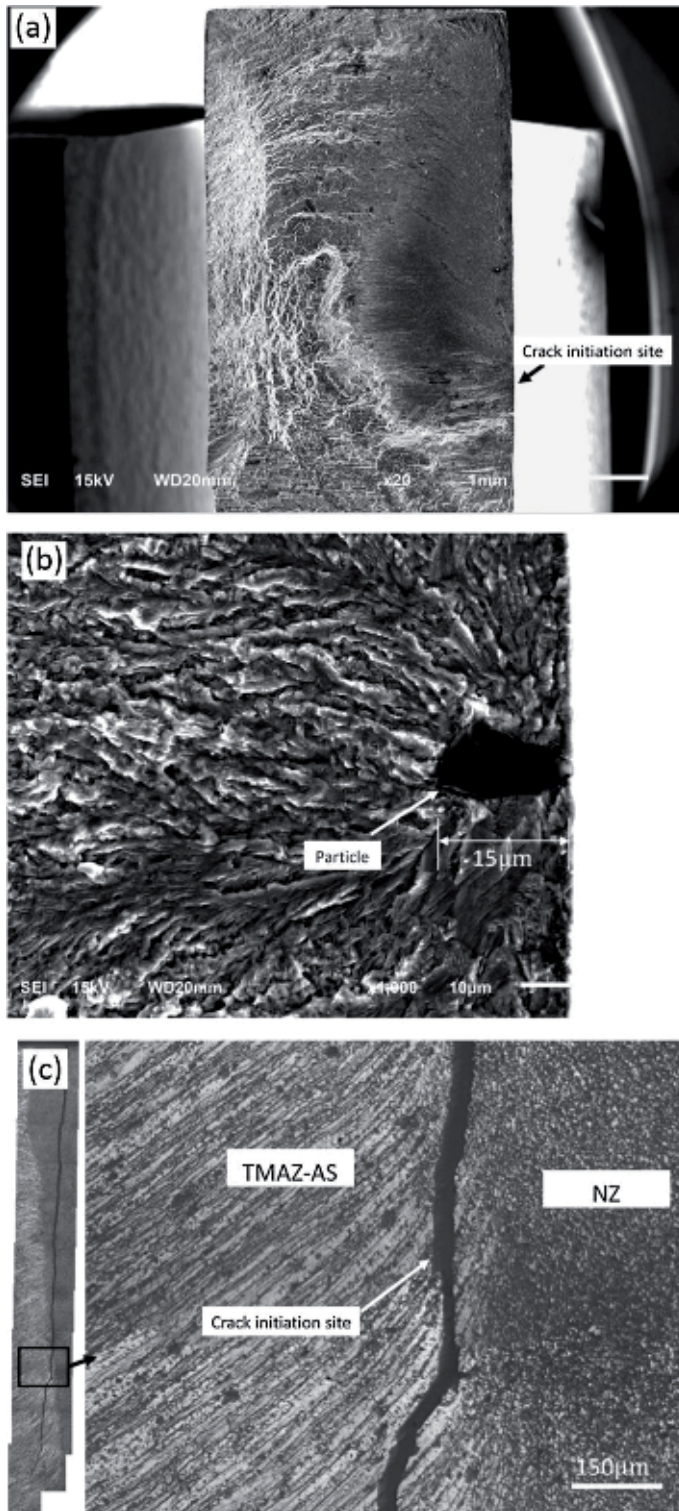 (a)
Crack initiation site
SEI 15kV WD20mm x20 1mm
(b)
Particle
~15µm
SEI 15kV WD20mm x1,000 10µm
(c)
TMAZ-AS
NZ
Crack initiation site
150µm